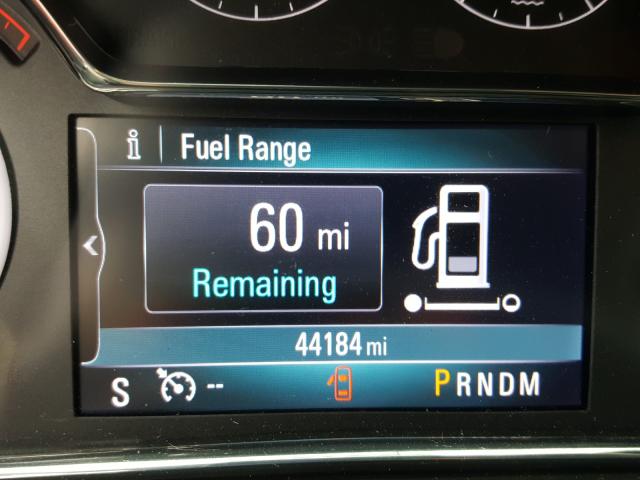 i Fuel Range
60 mi
Remaining
44184 mi
S -- PRNDM